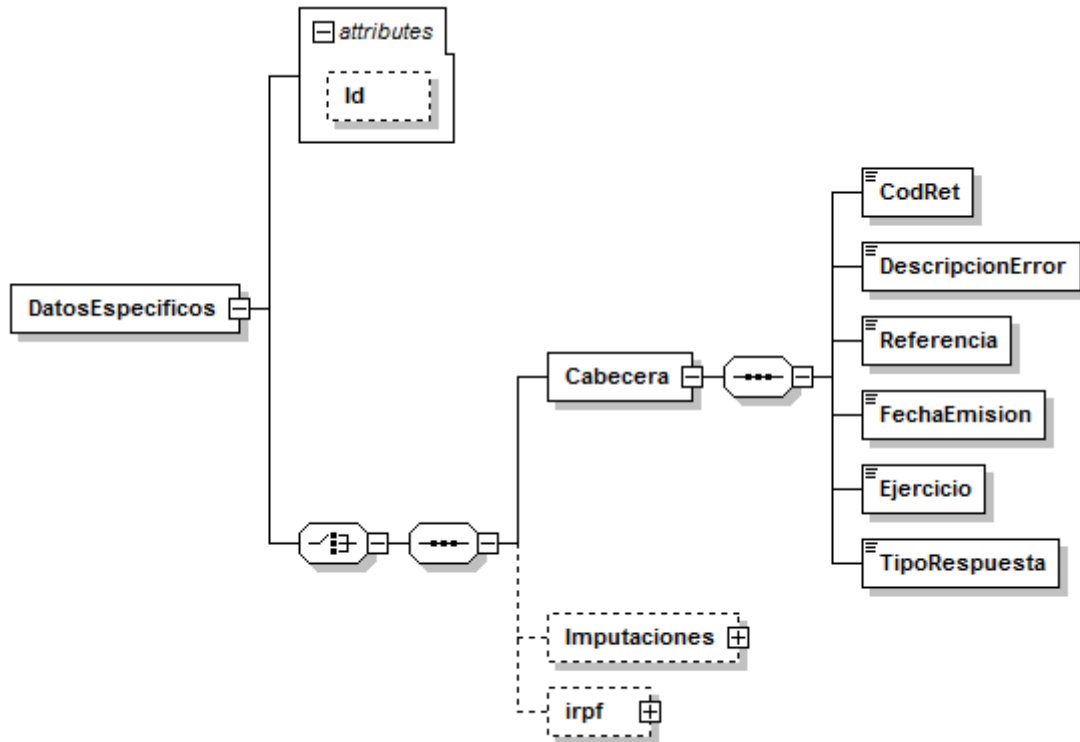 attributes
Id
CodRet
DescripcionError
DatosEspecificos
Referencia
Cabecera
FechaEmision
Ejercicio
TipoRespuesta
Imputaciones
irpf